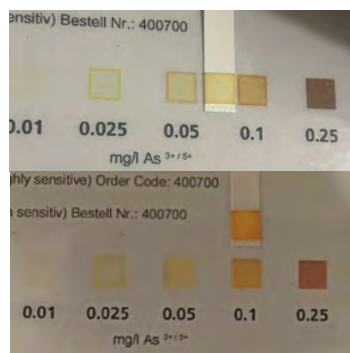 ensitiv) Bestell Nr.: 400700
0.01 0.025 0.05 0.1 0.25
mg/l As 3+/5+
ghly sensitive) Order Code: 400700
n sensitiv) Bestell Nr.: 400700
0.01 0.025 0.05 0.1 0.25
mg/l As 3+/5+